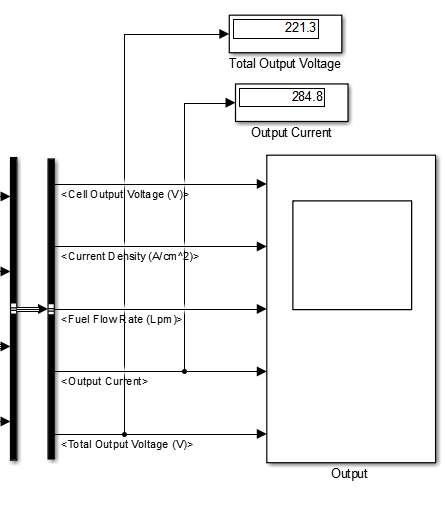 221.3
Total Output Voltage
284.8
Output Current
<Cell Output Voltage (V)>
<Current Density (A/cm^2)>
<Fuel Flow Rate (Lpm)>
<Output Current>
<Total Output Voltage (V)>
Output